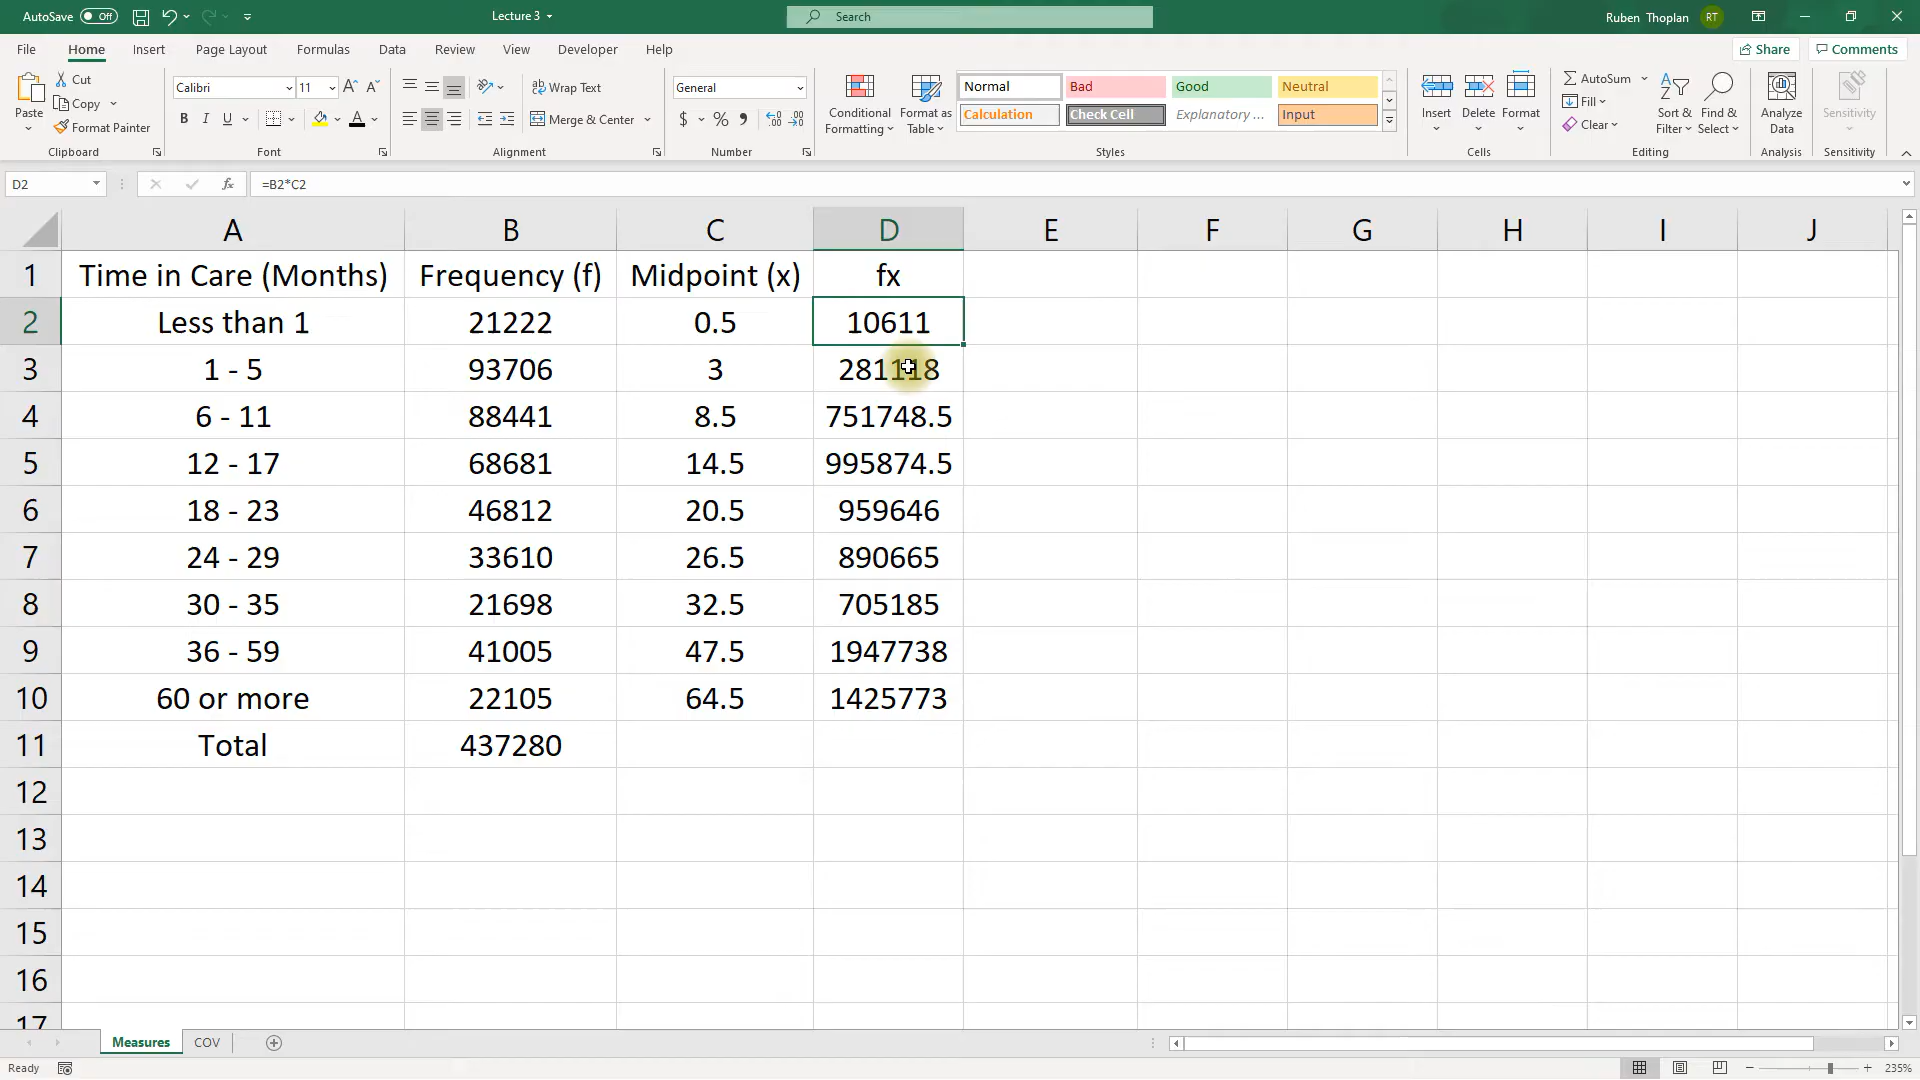 AutoSave Off Lecture 3 Search Ruben Thoplan RT
File Home Insert Page Layout Formulas Data Review View Developer Help Share Comments
Paste Cut Copy Format Painter
Clipboard
Calibri 11 A A
B I U A
Font
ab Wrap Text
Merge & Center
Alignment
General
$ % 9
Number
Conditional Formatting Format as Table
Normal Bad Good Neutral
Calculation Check Cell Explanatory ... Input
Styles
Insert Delete Format
Cells
AutoSum Fill Clear
Sort & Filter Find & Select
Editing
Analyze Data
Analysis
Sensitivity
Sensitivity
D2 fx =B2*C2
A B C D E F G H I J
1 Time in Care (Months) Frequency (f) Midpoint (x) fx
2 Less than 1 21222 0.5 10611
3 1 - 5 93706 3 281118
4 6 - 11 88441 8.5 751748.5
5 12 - 17 68681 14.5 995874.5
6 18 - 23 46812 20.5 959646
7 24 - 29 33610 26.5 890665
8 30 - 35 21698 32.5 705185
9 36 - 59 41005 47.5 1947738
10 60 or more 22105 64.5 1425773
11 Total 437280
12
13
14
15
16
17
Measures COV
Ready 235%